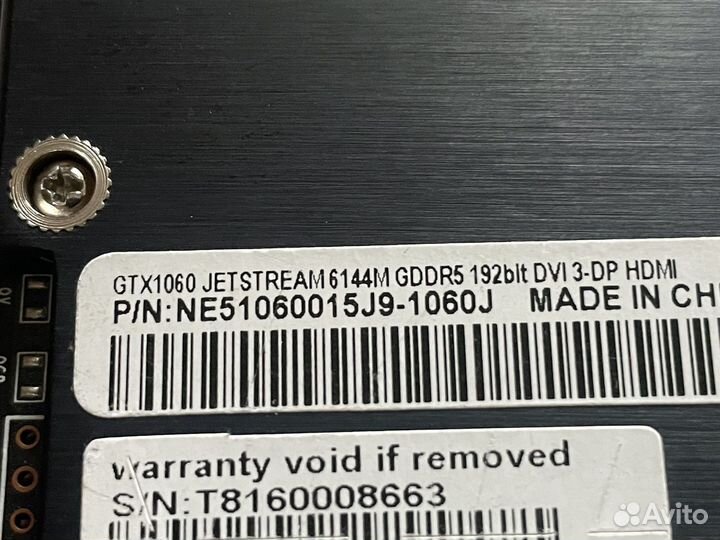 GTX1060 JETSTREAM 6144M GDDR5 192bit DVI 3-DP HDMI
P/N:NE51060015J9-1060J MADE IN CH
warranty void if removed
S/N:T8160008663
Avito